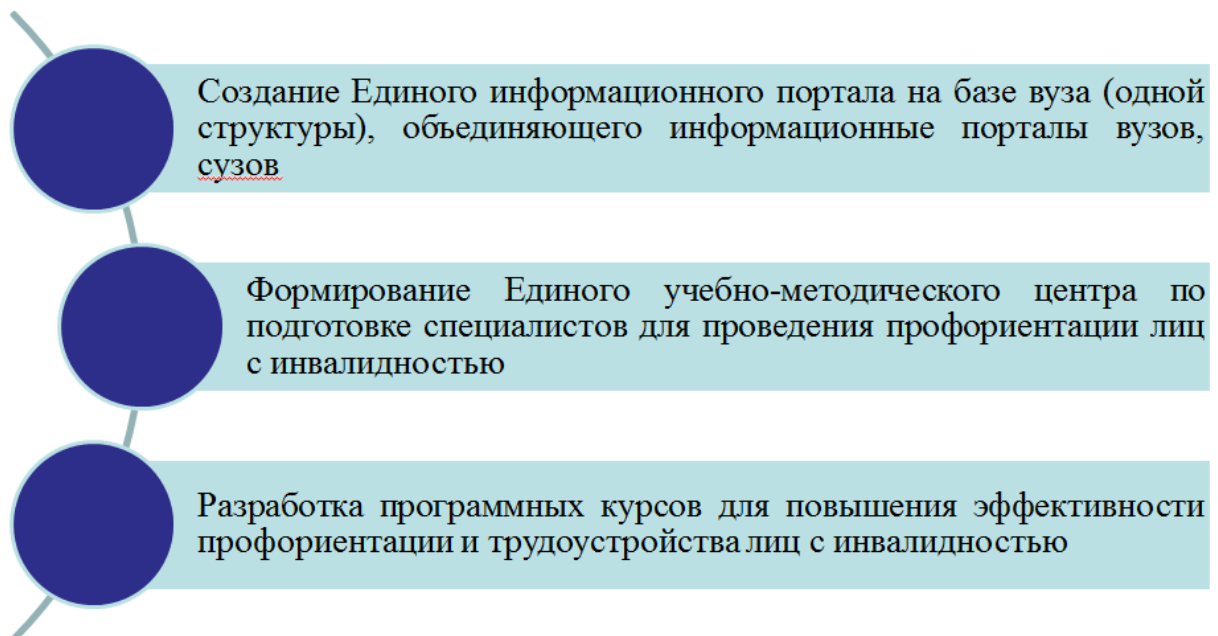 Создание Единого информационного портала на базе вуза (одной
структуры), объединяющего информационные порталы вузов,
сузов
Формирование Единого учебно-методического центра по
подготовке специалистов для проведения профориентации лиц
с инвалидностью
Разработка программных курсов для повышения эффективности
профориентации и трудоустройства лиц с инвалидностью